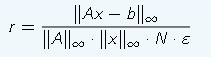 r = ‖Ax − b‖∞ / (‖A‖∞ · ‖x‖∞ · N · ε)